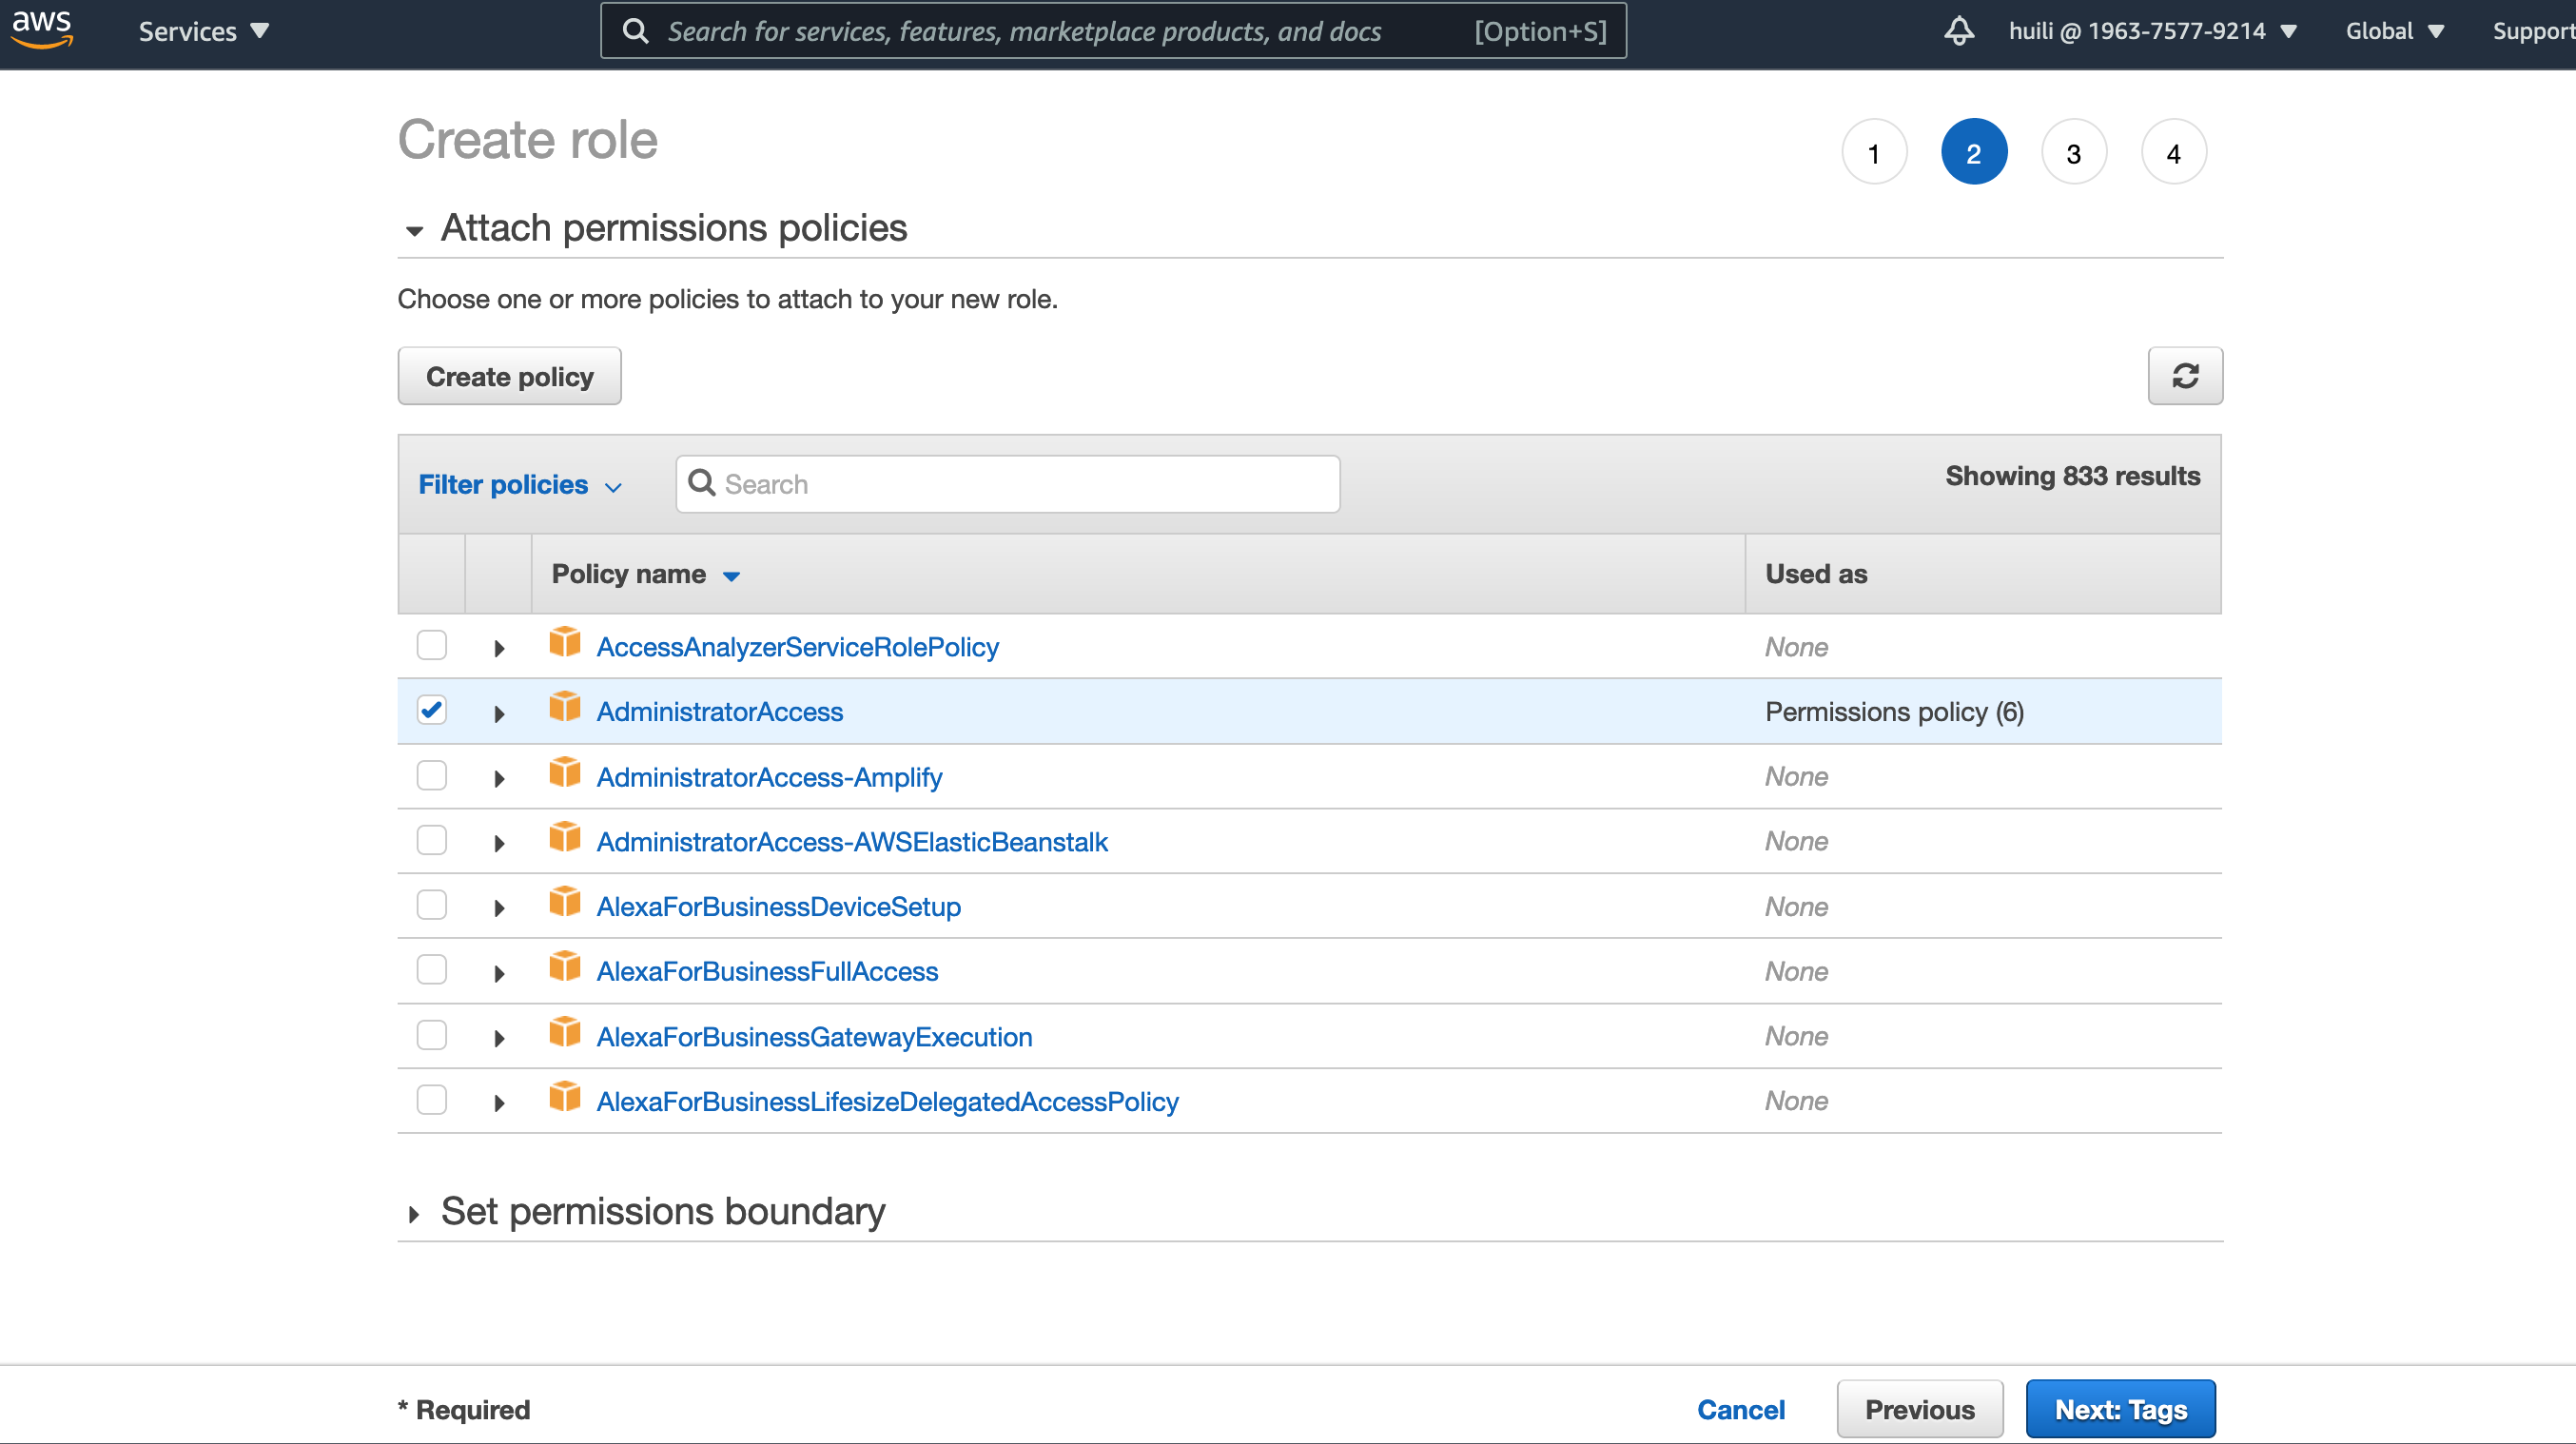 aws Services Search for services, features, marketplace products, and docs [Option+S] huili @ 1963-7577-9214 Global Support
Create role 1 2 3 4
Attach permissions policies
Choose one or more policies to attach to your new role.
Create policy
Filter policies Search Showing 833 results
Policy name Used as
AccessAnalyzerServiceRolePolicy None
AdministratorAccess Permissions policy (6)
AdministratorAccess-Amplify None
AdministratorAccess-AWSElasticBeanstalk None
AlexaForBusinessDeviceSetup None
AlexaForBusinessFullAccess None
AlexaForBusinessGatewayExecution None
AlexaForBusinessLifesizeDelegatedAccessPolicy None
Set permissions boundary
* Required Cancel Previous Next: Tags